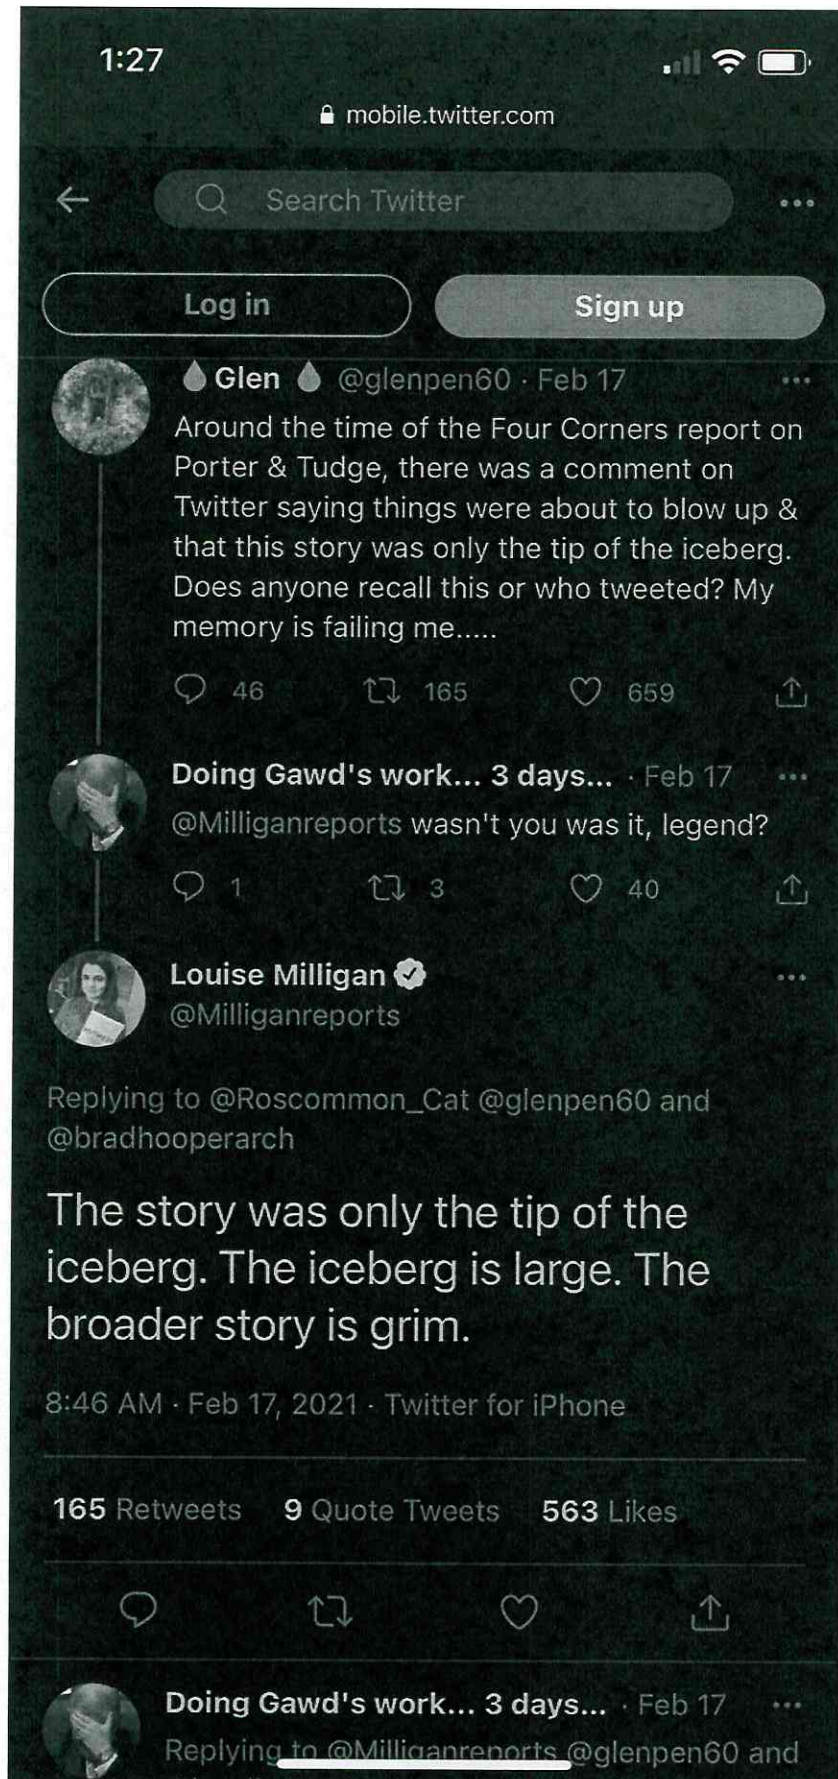 1:27
mobile.twitter.com
Search Twitter
Log in
Sign up
Glen @glenpen60 · Feb 17
Around the time of the Four Corners report on
Porter & Tudge, there was a comment on
Twitter saying things were about to blow up &
that this story was only the tip of the iceberg.
Does anyone recall this or who tweeted? My
memory is failing me.....
46 165 659
Doing Gawd's work... 3 days... · Feb 17
@Milliganreports wasn't you was it, legend?
1 3 40
Louise Milligan
@Milliganreports
Replying to @Roscommon_Cat @glenpen60 and
@bradhooperarch
The story was only the tip of the
iceberg. The iceberg is large. The
broader story is grim.
8:46 AM · Feb 17, 2021 · Twitter for iPhone
165 Retweets 9 Quote Tweets 563 Likes
Doing Gawd's work... 3 days... · Feb 17
Replying to @Milliganreports @glenpen60 and